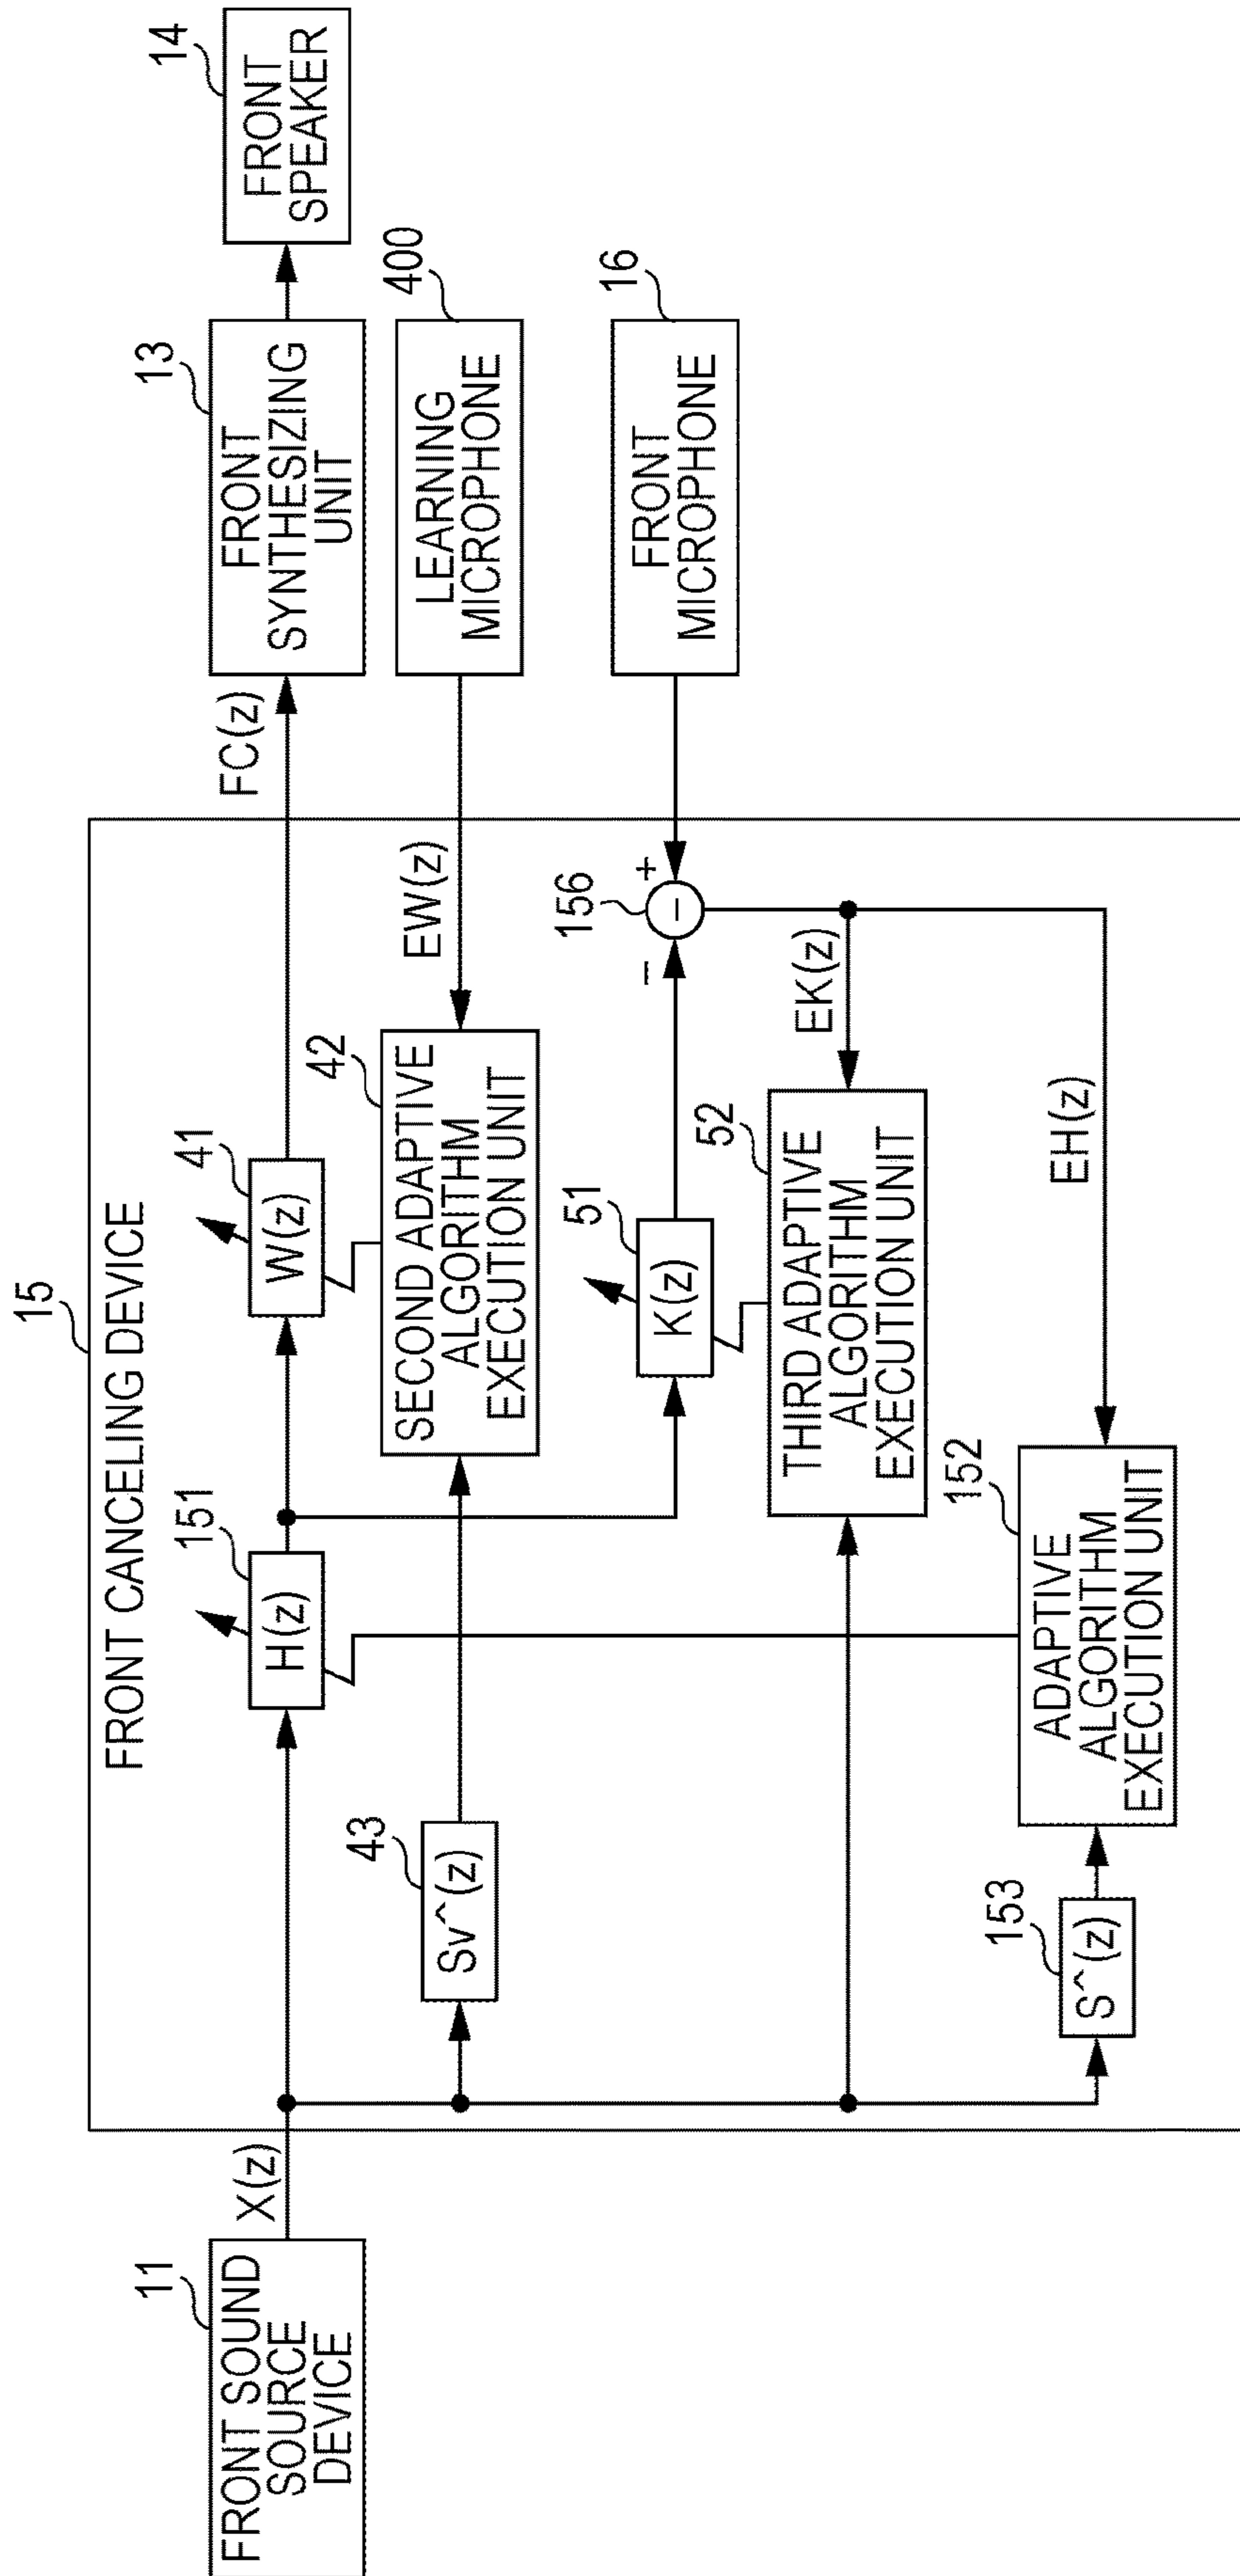 15
FRONT CANCELING DEVICE
11
FRONT SOUND
SOURCE
DEVICE
X(z)
151
H(z)
41
W(z)
FC(z)
13
FRONT
SYNTHESIZING
UNIT
14
FRONT
SPEAKER
43
Sv^(z)
42
SECOND ADAPTIVE
ALGORITHM
EXECUTION UNIT
EW(z)
400
LEARNING
MICROPHONE
51
K(z)
156
−
+
−
16
FRONT
MICROPHONE
52
THIRD ADAPTIVE
ALGORITHM
EXECUTION UNIT
EK(z)
153
S^(z)
152
ADAPTIVE
ALGORITHM
EXECUTION UNIT
EH(z)